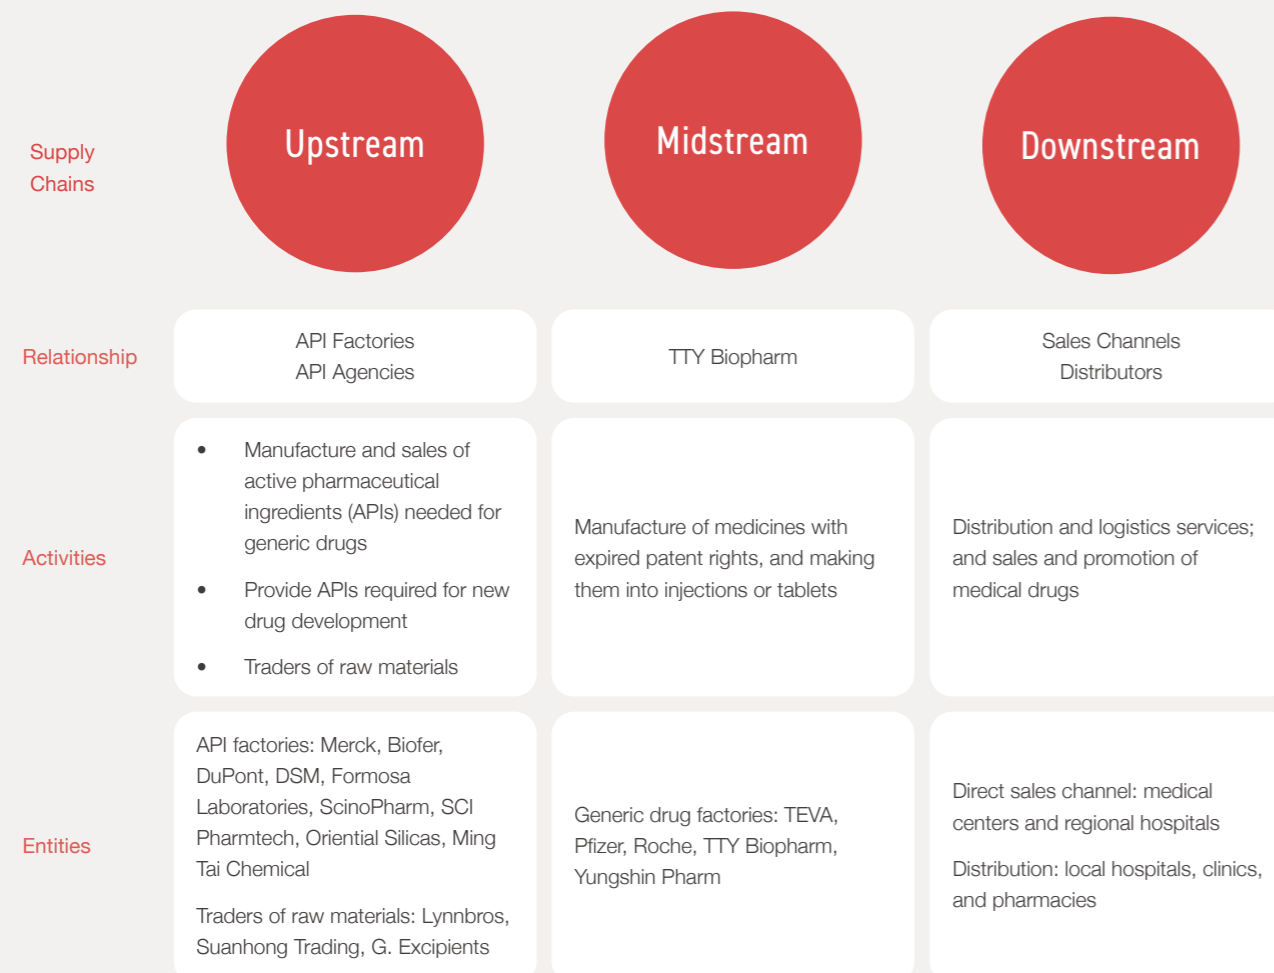 Supply
Chains
Upstream
Midstream
Downstream
Relationship
API Factories
API Agencies
TTY Biopharm
Sales Channels
Distributors
Activities
• Manufacture and sales of
active pharmaceutical
ingredients (APIs) needed for
generic drugs
• Provide APIs required for new
drug development
• Traders of raw materials
Manufacture of medicines with
expired patent rights, and making
them into injections or tablets
Distribution and logistics services;
and sales and promotion of
medical drugs
Entities
API factories: Merck, Biofer,
DuPont, DSM, Formosa
Laboratories, ScinoPharm, SCI
Pharmtech, Oriential Silicas, Ming
Tai Chemical
Traders of raw materials: Lynnbros,
Suanhong Trading, G. Excipients
Generic drug factories: TEVA,
Pfizer, Roche, TTY Biopharm,
Yungshin Pharm
Direct sales channel: medical
centers and regional hospitals
Distribution: local hospitals, clinics,
and pharmacies